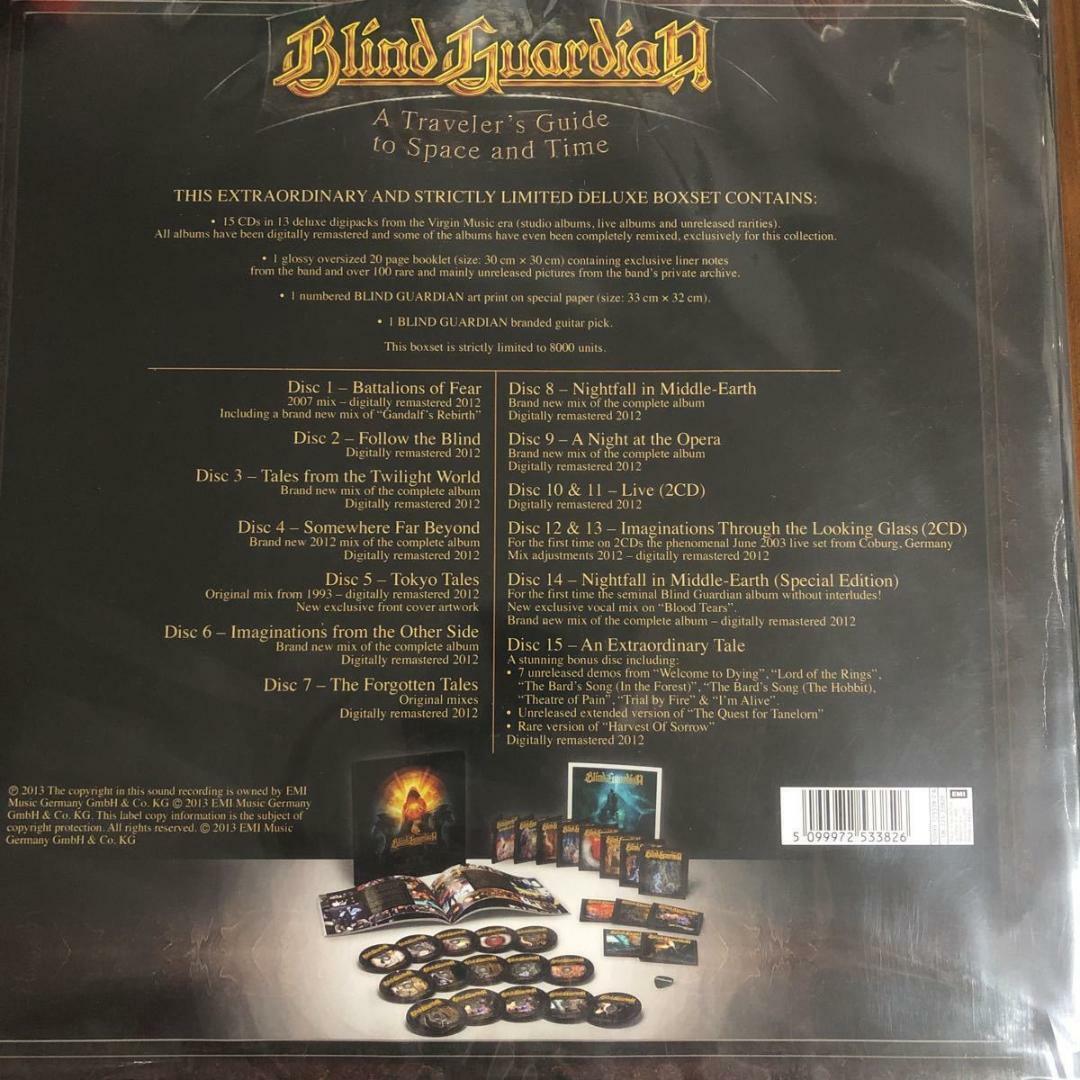 Blind Guardian
A Traveler's Guide
to Space and Time
THIS EXTRAORDINARY AND STRICTLY LIMITED DELUXE BOXSET CONTAINS:
• 15 CDs in 13 deluxe digipacks from the Virgin Music era (studio albums, live albums and unreleased rarities).
All albums have been digitally remastered and some of the albums have even been completely remixed, exclusively for this collection.
• 1 glossy oversized 20 page booklet (size: 30 cm × 30 cm) containing exclusive liner notes
from the band and over 100 rare and mainly unreleased pictures from the band's private archive.
• 1 numbered BLIND GUARDIAN art print on special paper (size: 33 cm × 32 cm).
• 1 BLIND GUARDIAN branded guitar pick.
This boxset is strictly limited to 8000 units.
Disc 1 – Battalions of Fear
2007 mix – digitally remastered 2012
Including a brand new mix of "Gandalf's Rebirth"
Disc 2 – Follow the Blind
Digitally remastered 2012
Disc 3 – Tales from the Twilight World
Brand new mix of the complete album
Digitally remastered 2012
Disc 4 – Somewhere Far Beyond
Brand new 2012 mix of the complete album
Digitally remastered 2012
Disc 5 – Tokyo Tales
Original mix from 1993 – digitally remastered 2012
New exclusive front cover artwork
Disc 6 – Imaginations from the Other Side
Brand new mix of the complete album
Digitally remastered 2012
Disc 7 – The Forgotten Tales
Original mixes
Digitally remastered 2012
Disc 8 – Nightfall in Middle-Earth
Brand new mix of the complete album
Digitally remastered 2012
Disc 9 – A Night at the Opera
Brand new mix of the complete album
Digitally remastered 2012
Disc 10 & 11 – Live (2CD)
Digitally remastered 2012
Disc 12 & 13 – Imaginations Through the Looking Glass (2CD)
For the first time on 2CDs the phenomenal June 2003 live set from Coburg, Germany
Mix adjustments 2012 – digitally remastered 2012
Disc 14 – Nightfall in Middle-Earth (Special Edition)
For the first time the seminal Blind Guardian album without interludes!
New exclusive vocal mix on "Blood Tears".
Brand new mix of the complete album – digitally remastered 2012
Disc 15 – An Extraordinary Tale
A stunning bonus disc including:
• 7 unreleased demos from "Welcome to Dying", "Lord of the Rings",
"The Bard's Song (In the Forest)", "The Bard's Song (The Hobbit),
"Theatre of Pain", "Trial by Fire" & "I'm Alive".
• Unreleased extended version of "The Quest for Tanelorn"
• Rare version of "Harvest Of Sorrow"
Digitally remastered 2012
℗ 2013 The copyright in this sound recording is owned by EMI
Music Germany GmbH & Co. KG © 2013 EMI Music Germany
GmbH & Co. KG. This label copy information is the subject of
copyright protection. All rights reserved. © 2013 EMI Music
Germany GmbH & Co. KG
Blind Guardian
Blind Guardian
5 099972 533826
EMI